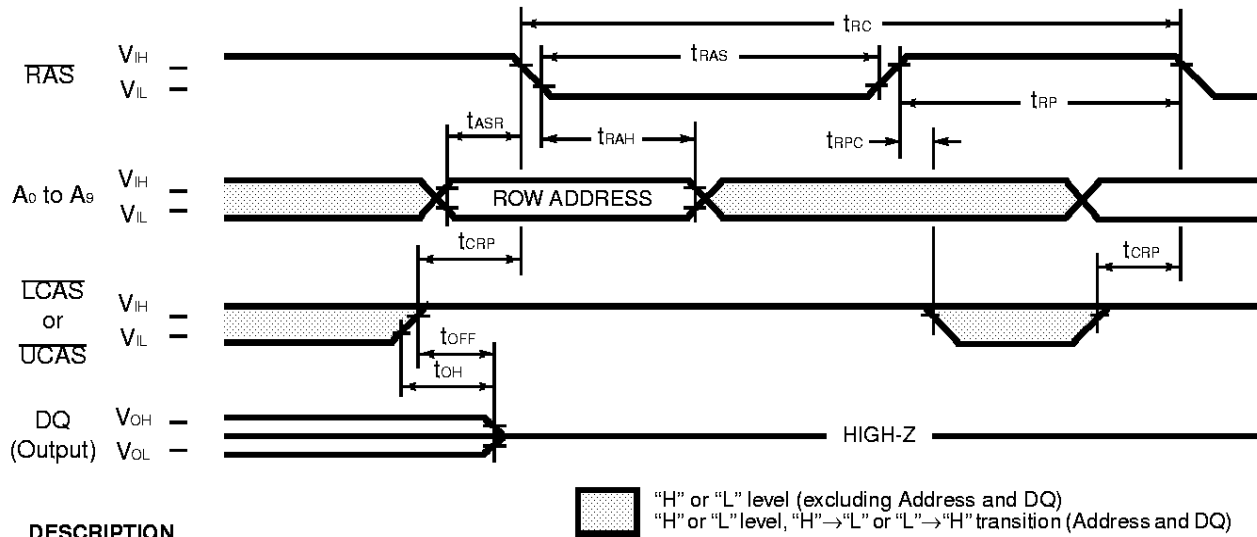 tRC
RAS
VIH
VIL
tRAS
tRP
tASR
tRAH
tRPC
A0 to A9
VIH
VIL
ROW ADDRESS
tCRP
tCRP
LCAS
or
UCAS
VIH
VIL
tOFF
tOH
DQ
(Output)
VOH
VOL
HIGH-Z
"H" or "L" level (excluding Address and DQ)
"H" or "L" level, "H"→"L" or "L"→"H" transition (Address and DQ)
DESCRIPTION